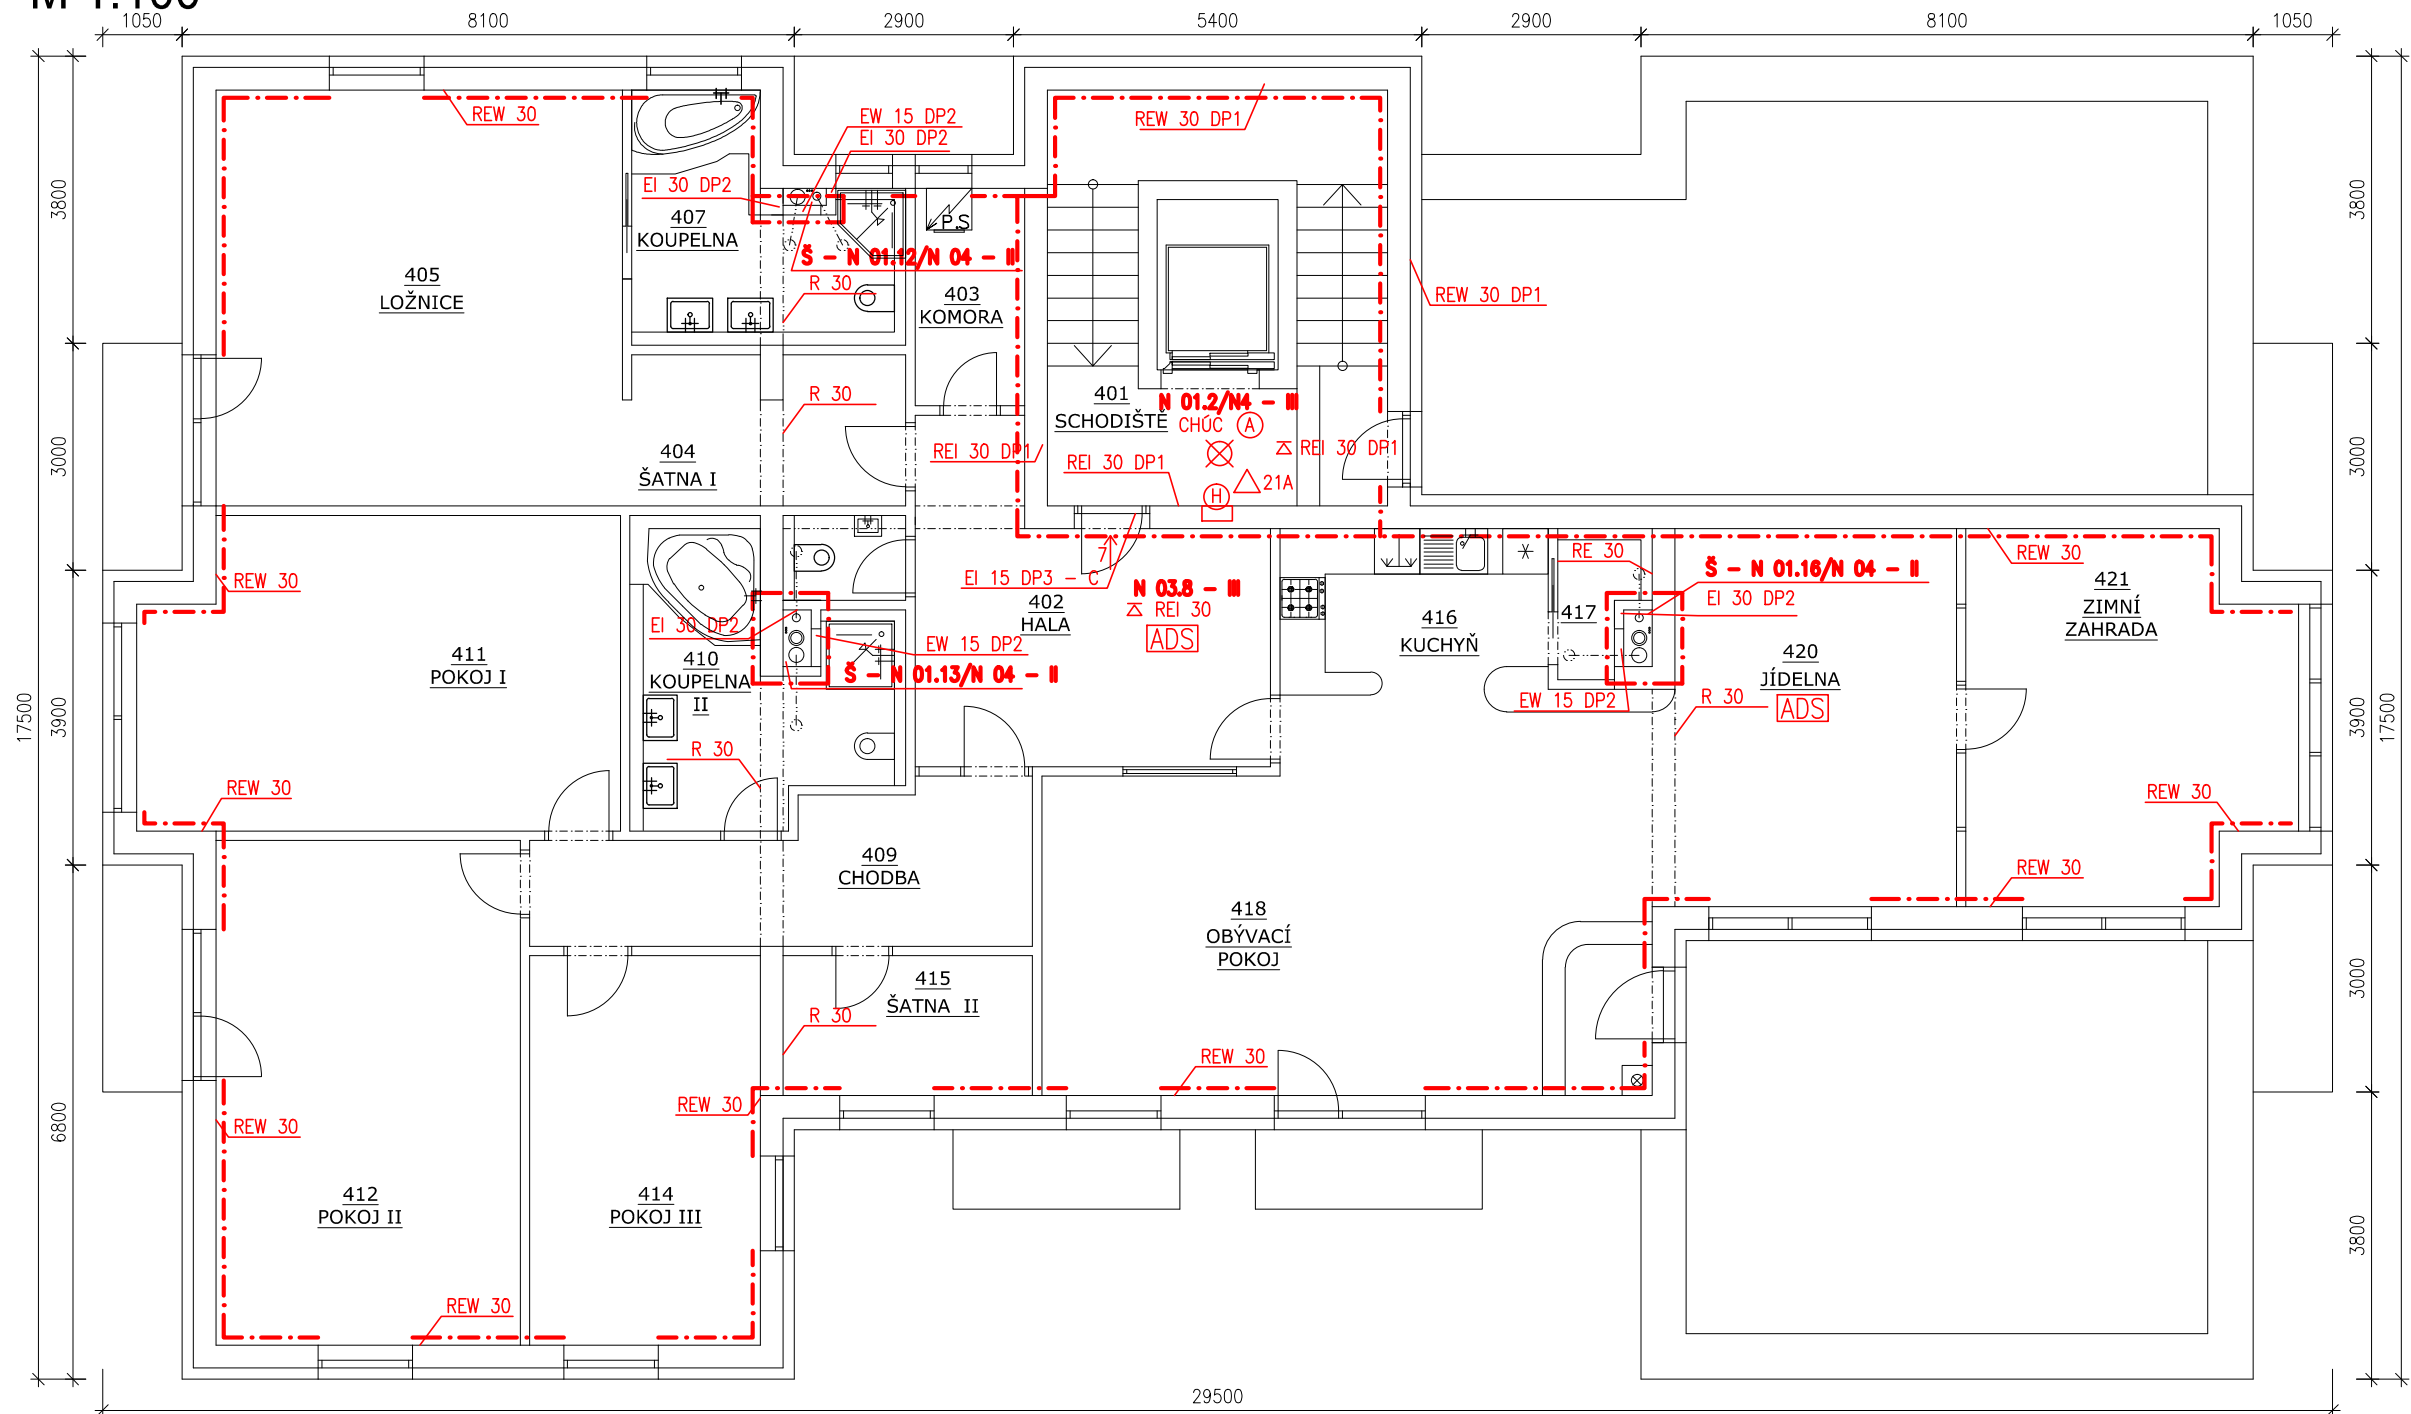 M 1:100
1050 8100 2900 5400 2900 8100 1050
REW 30
EW 15 DP2
EI 30 DP2
REW 30 DP1
EI 30 DP2
407
KOUPELNA
P.S
3800
3800
Š - N 01.12/N 04 - II
405
LOŽNICE
R 30
403
KOMORA
REW 30 DP1
R 30
401
SCHODIŠTĚ
N 01.2/N4 - III
CHÚC A
REI 30 DP1
REI 30 DP1
REI 30 DP1
404
ŠATNA I
21A
H
3000
3000
REW 30
7
EI 15 DP3 - C
RE 30
REW 30
Š - N 01.16/N 04 - II
EI 30 DP2
N 03.8 - III
REI 30
ADS
402
HALA
416
KUCHYŇ
417
421
ZIMNÍ
ZAHRADA
EI 30 DP2
EW 15 DP2
Š - N 01.13/N 04 - II
411
POKOJ I
410
KOUPELNA
II
420
JÍDELNA
ADS
EW 15 DP2
R 30
R 30
17500
3900
3900
17500
REW 30
REW 30
409
CHODBA
REW 30
418
OBÝVACÍ
POKOJ
415
ŠATNA II
3000
R 30
REW 30
REW 30
REW 30
6800
3800
412
POKOJ II
414
POKOJ III
REW 30
29500